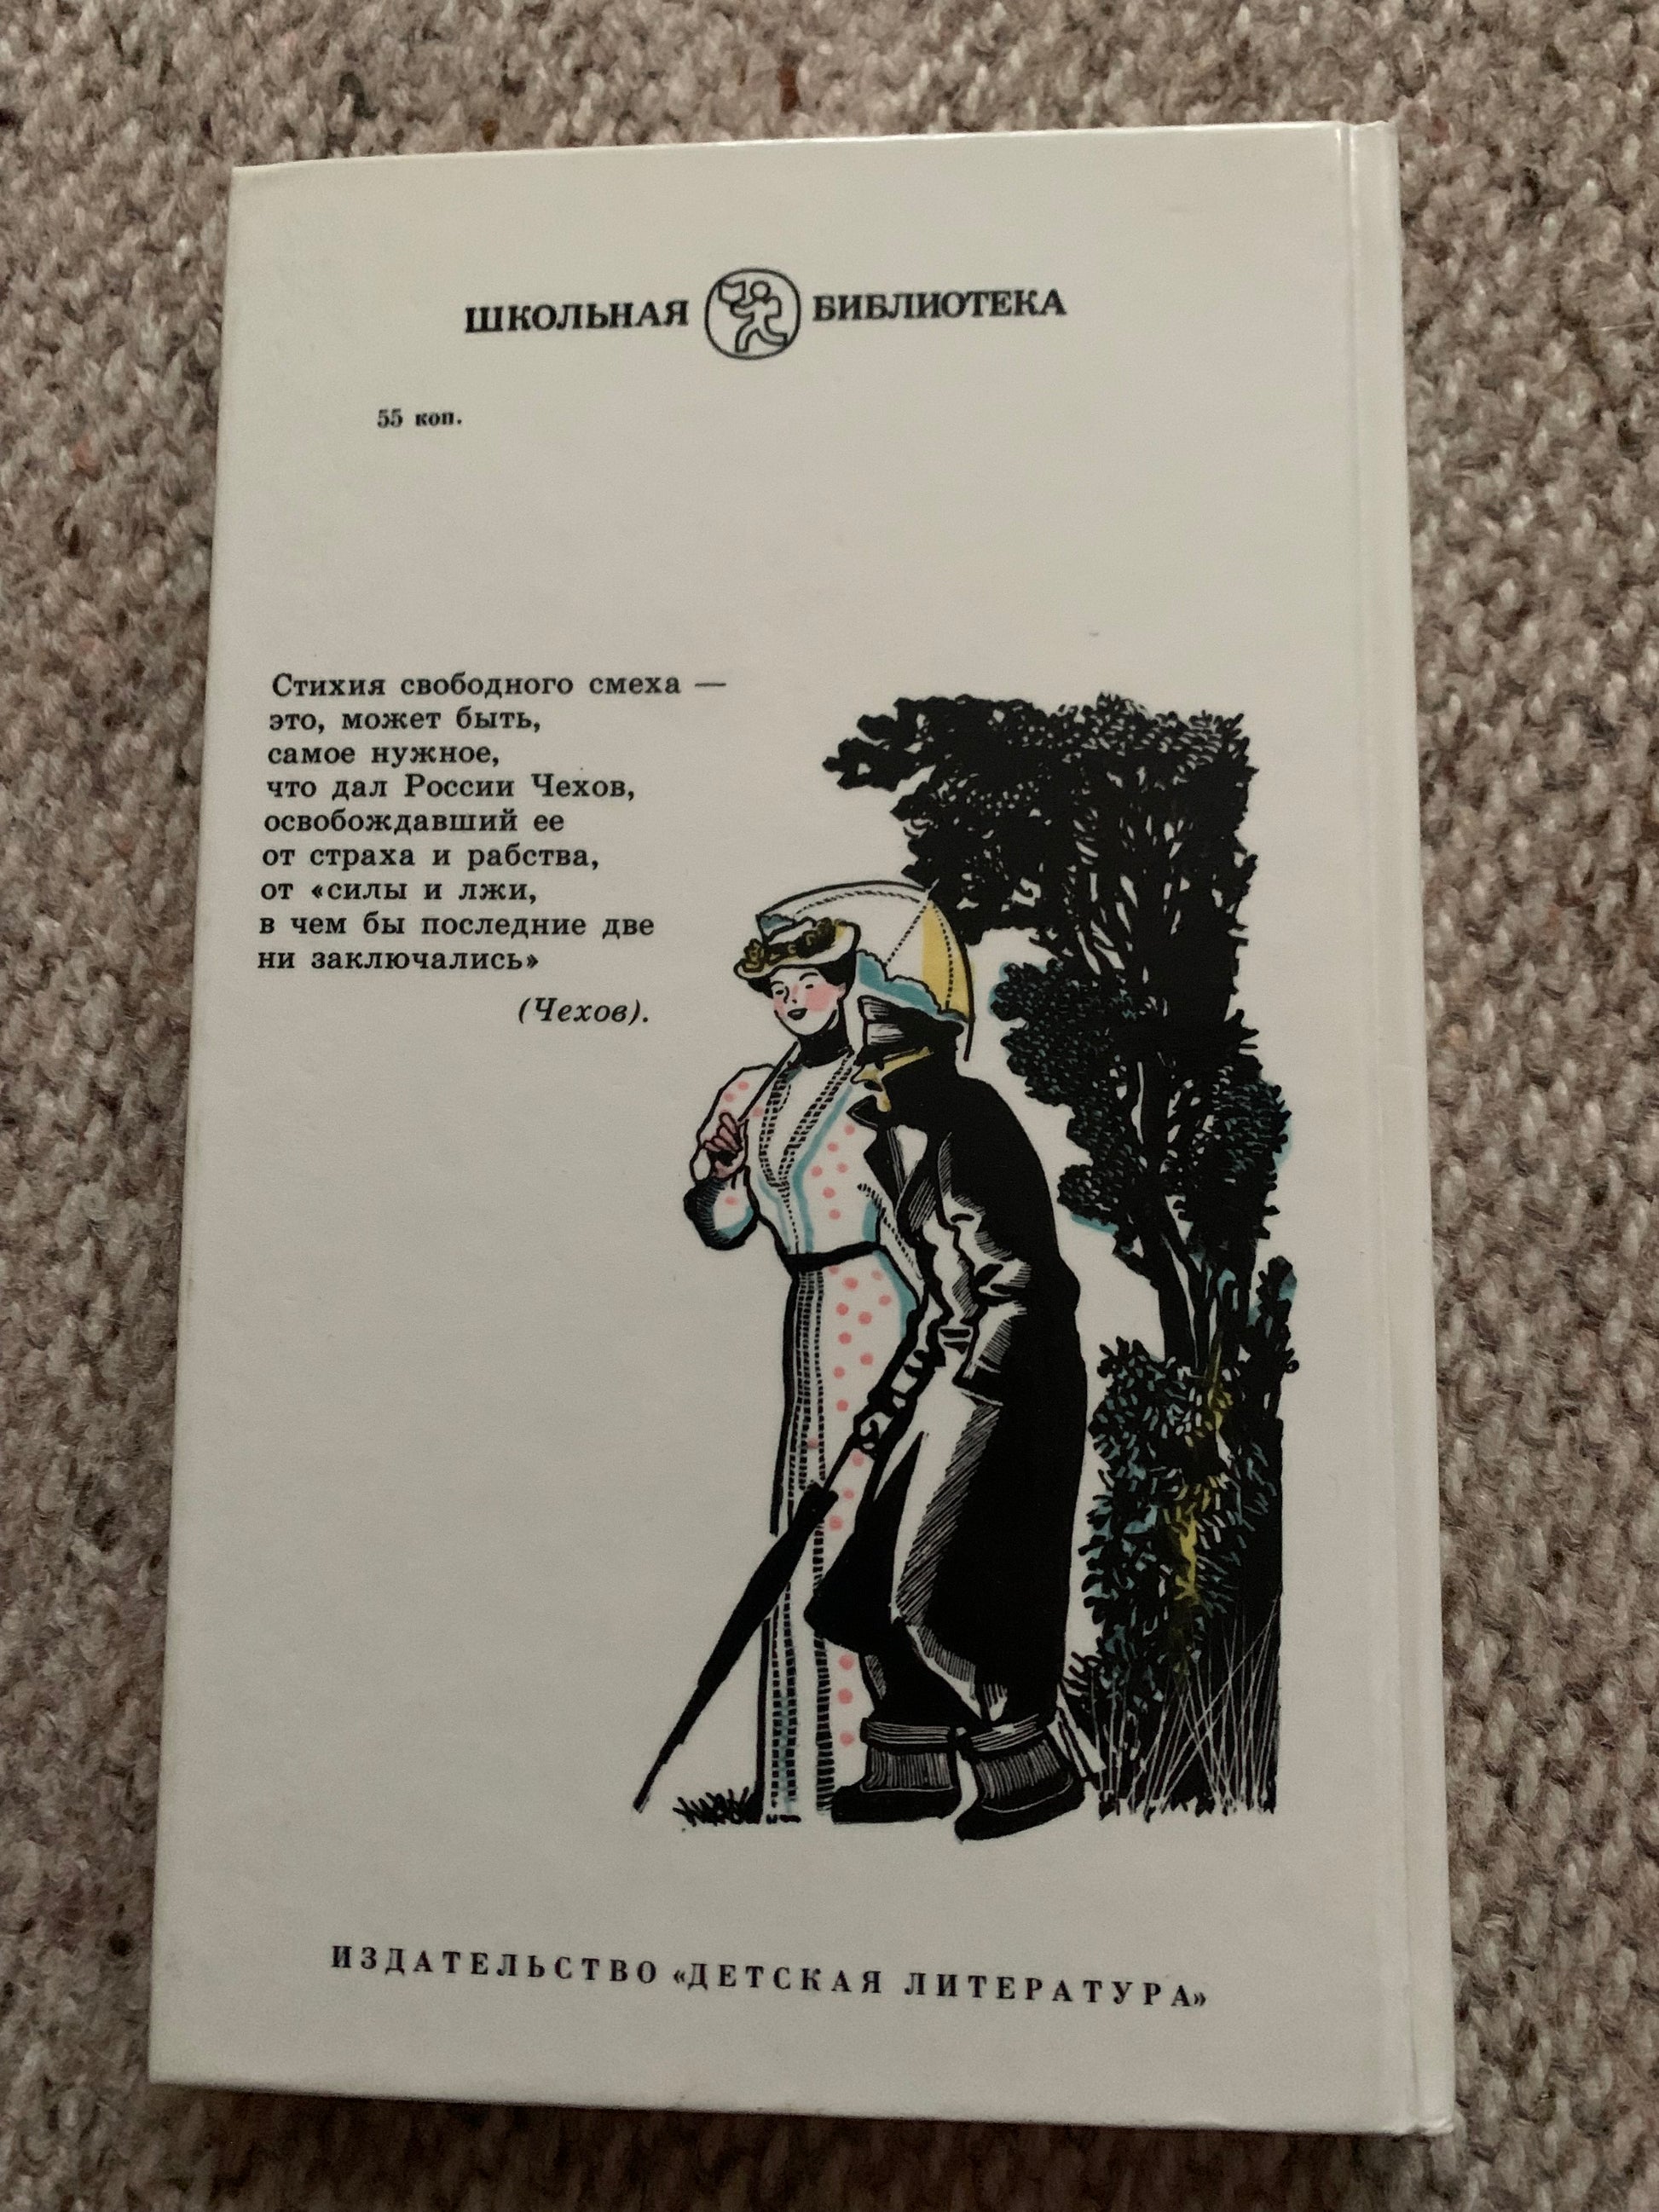 ШКОЛЬНАЯ БИБЛИОТЕКА
55 коп.
Стихия свободного смеха —
это, может быть,
самое нужное,
что дал России Чехов,
освобождавший ее
от страха и рабства,
от «силы и лжи,
в чем бы последние две
ни заключались»
(Чехов).
ИЗДАТЕЛЬСТВО «ДЕТСКАЯ ЛИТЕРАТУРА»